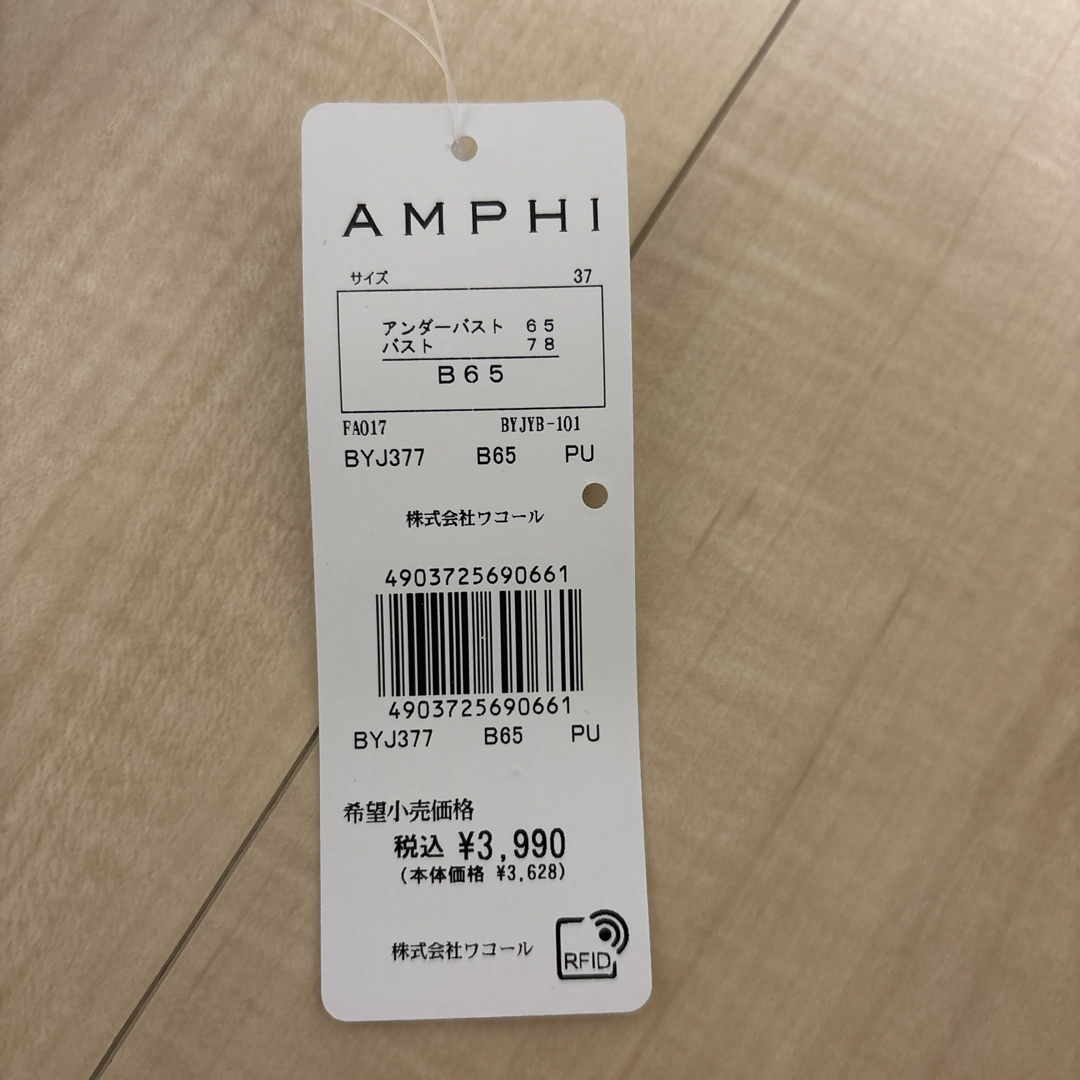 AMPHI
サイズ 37
アンダーバスト 65
バスト 78
B65
FA017 BYJYB-101
BYJ377 B65 PU
株式会社ワコール
4903725690661
4903725690661
BYJ377 B65 PU
希望小売価格
税込 ¥3,990
(本体価格 ¥3,628)
株式会社ワコール
RFID